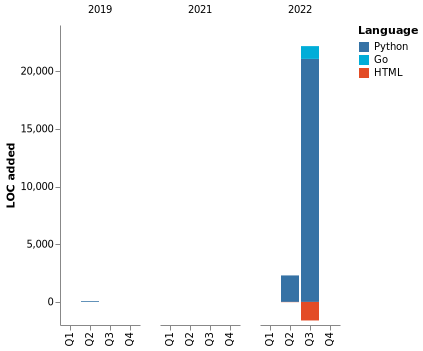 2019
2021
2022
Language
Python
Go
HTML
LOC added
20,000
15,000
10,000
5,000
0
Q1 Q2 Q3 Q4
Q1 Q2 Q3 Q4
Q1 Q2 Q3 Q4